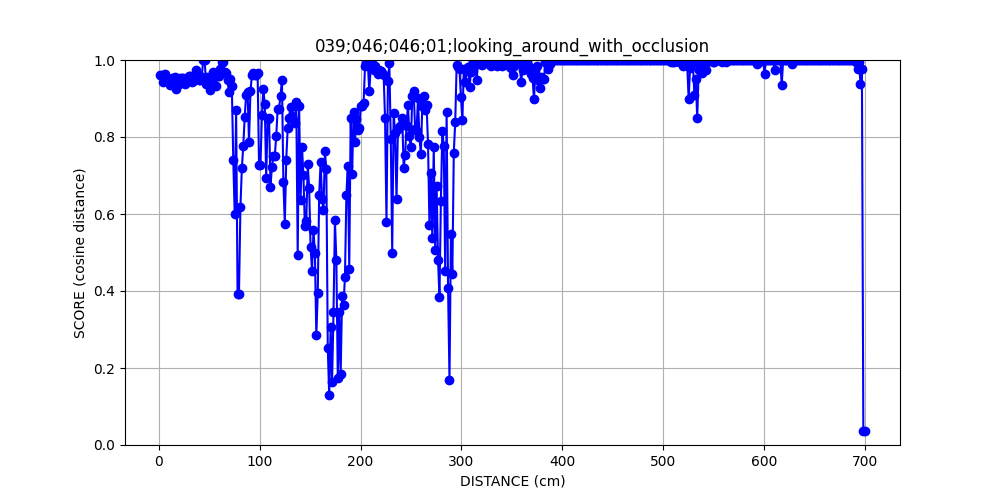 039;046;046;01;looking_around_with_occlusion
1.0
0.8
0.6
0.4
0.2
0.0
SCORE (cosine distance)
0 100 200 300 400 500 600 700
DISTANCE (cm)